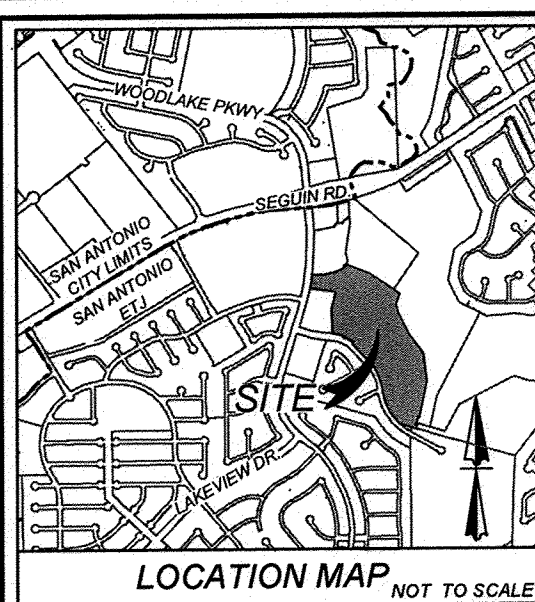 WOODLAKE PKWY
SEGUIN RD.
SAN ANTONIO
CITY LIMITS
SAN ANTONIO
ETJ
SITE
LAKEVIEW DR.
LOCATION MAP
NOT TO SCALE